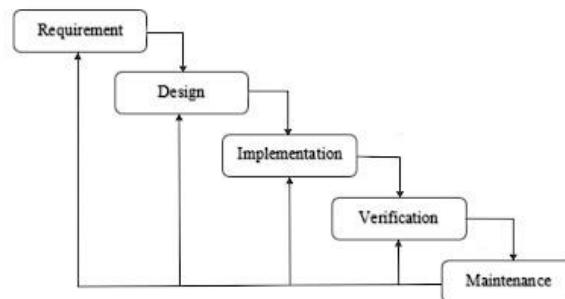 Requirement
Design
Implementation
Verification
Maintenance